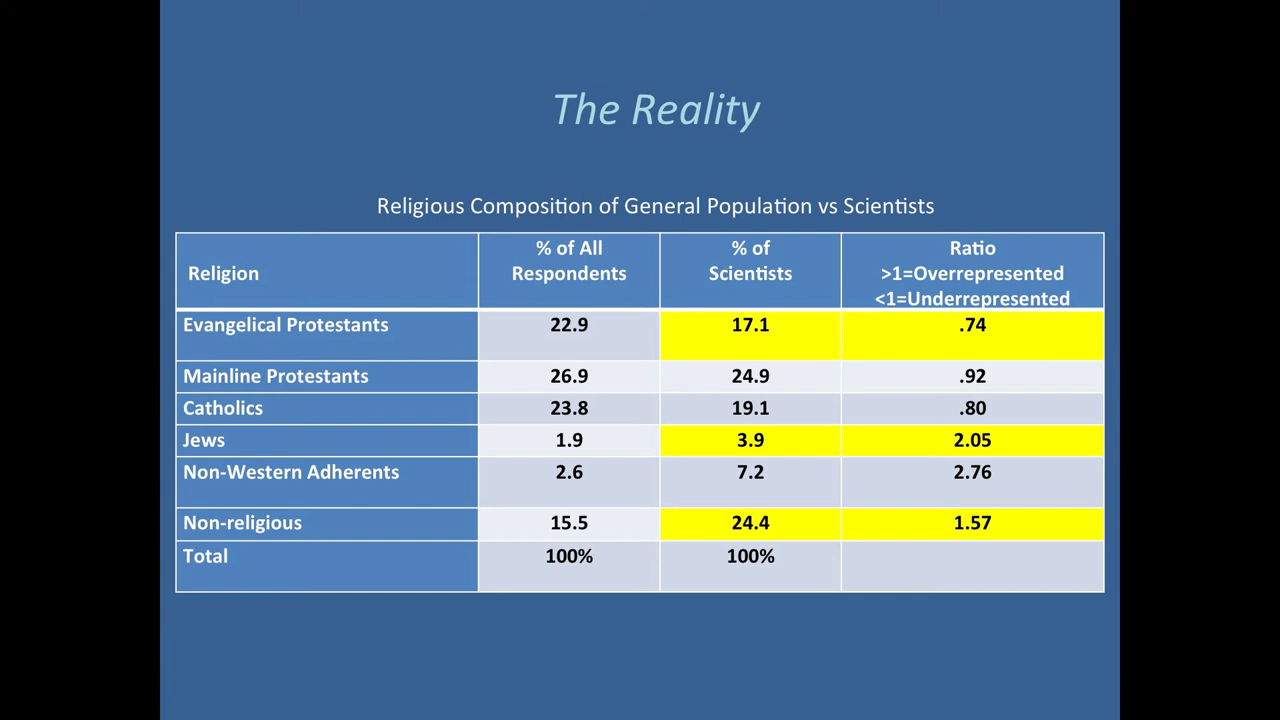 The Reality
Religious Composition of General Population vs Scientists
Religion
% of All
Respondents
% of
Scientists
Ratio
>1=Overrepresented
<1=Underrepresented
Evangelical Protestants 22.9 17.1 .74
Mainline Protestants 26.9 24.9 .92
Catholics 23.8 19.1 .80
Jews 1.9 3.9 2.05
Non-Western Adherents 2.6 7.2 2.76
Non-religious 15.5 24.4 1.57
Total 100% 100%